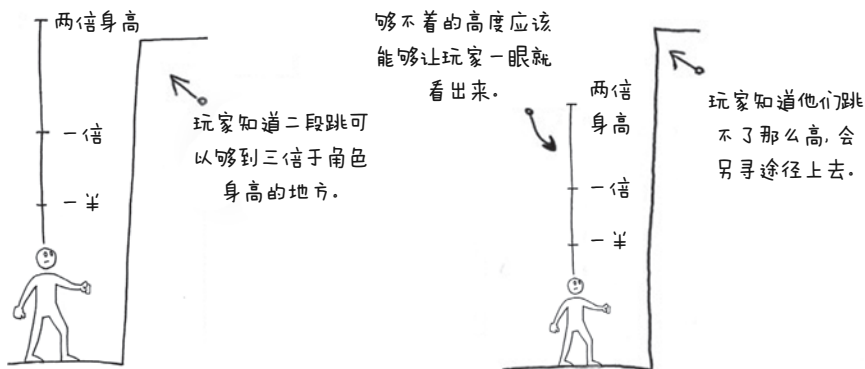 两倍身高
一倍
一半
玩家知道二段跳可
以够到三倍于角色
身高的地方.
够不着的高度应该
能够让玩家一眼就
看出来.
两倍
身高
一倍
一半
玩家知道他们跳
不了那么高,会
另寻途径上去.